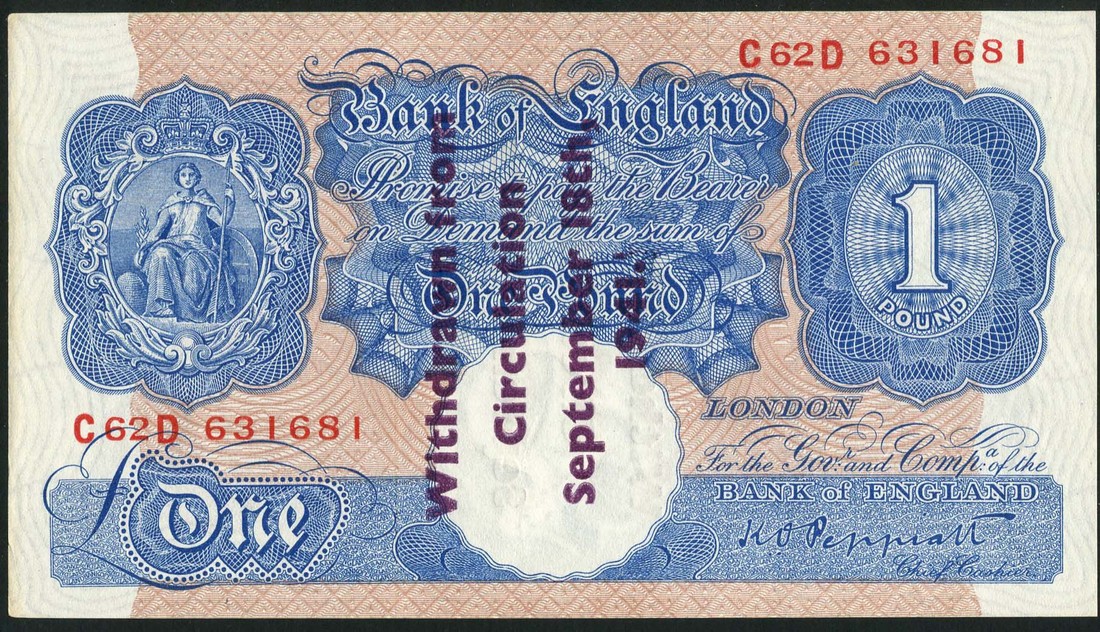 C62D 631681
Bank of England
Promise to pay the Bearer
on Demand the sum of
One Pound
1
POUND
Withdrawn from
Circulation
September 18th,
1941.
LONDON
C62D 631681
For the Govr. and Compa. of the
BANK of ENGLAND
£One
K O Peppiatt
Chief Cashier